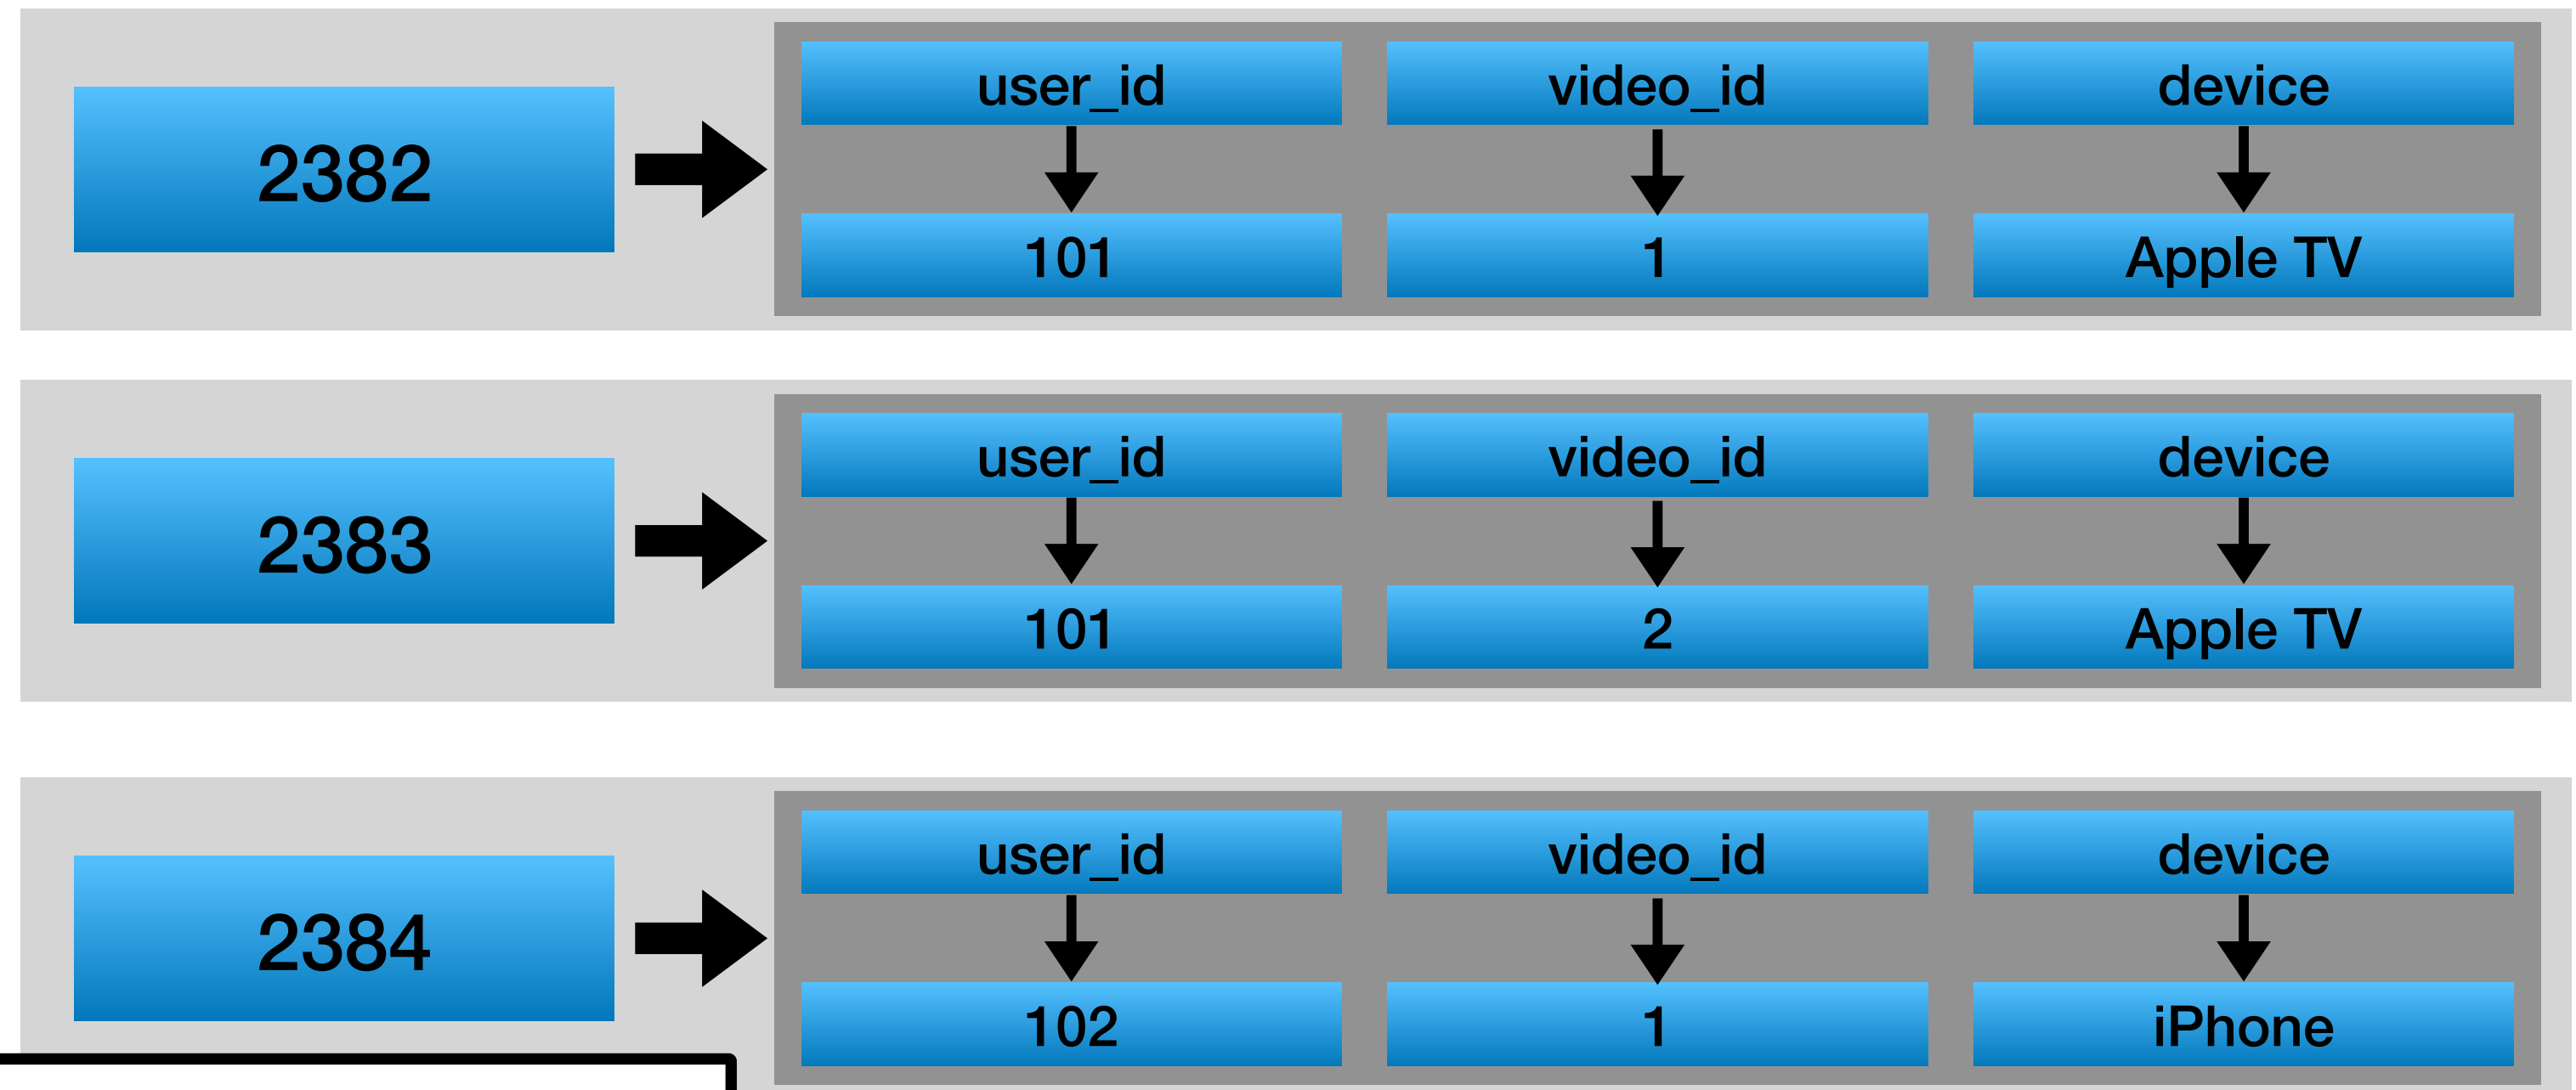 user_id video_id device
2382
101 1 Apple TV
user_id video_id device
2383
101 2 Apple TV
user_id video_id device
2384
102 1 iPhone